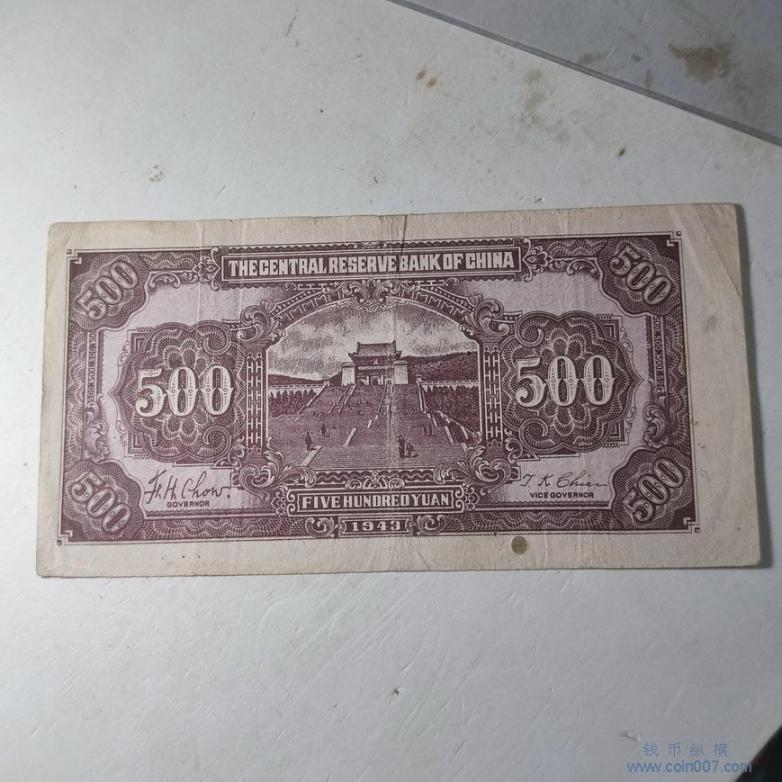 500
500
THE CENTRAL RESERVE BANK OF CHINA
500
500
F. H. Chow.
GOVERNOR
T. K. Chien
VICE GOVERNOR
FIVE HUNDRED YUAN
1943
500
500
钱币纵横
www.coin007.com